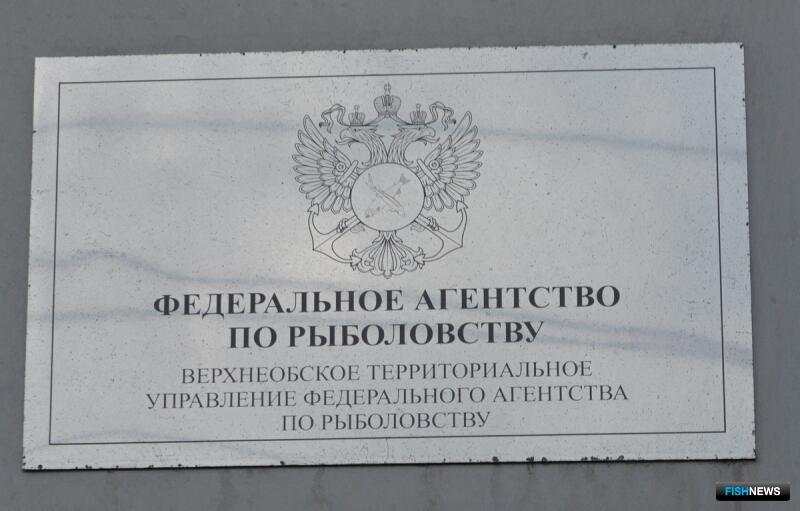 ФЕДЕРАЛЬНОЕ АГЕНТСТВО
ПО РЫБОЛОВСТВУ
ВЕРХНЕОБСКОЕ ТЕРРИТОРИАЛЬНОЕ
УПРАВЛЕНИЕ ФЕДЕРАЛЬНОГО АГЕНТСТВА
ПО РЫБОЛОВСТВУ
FISHNEWS